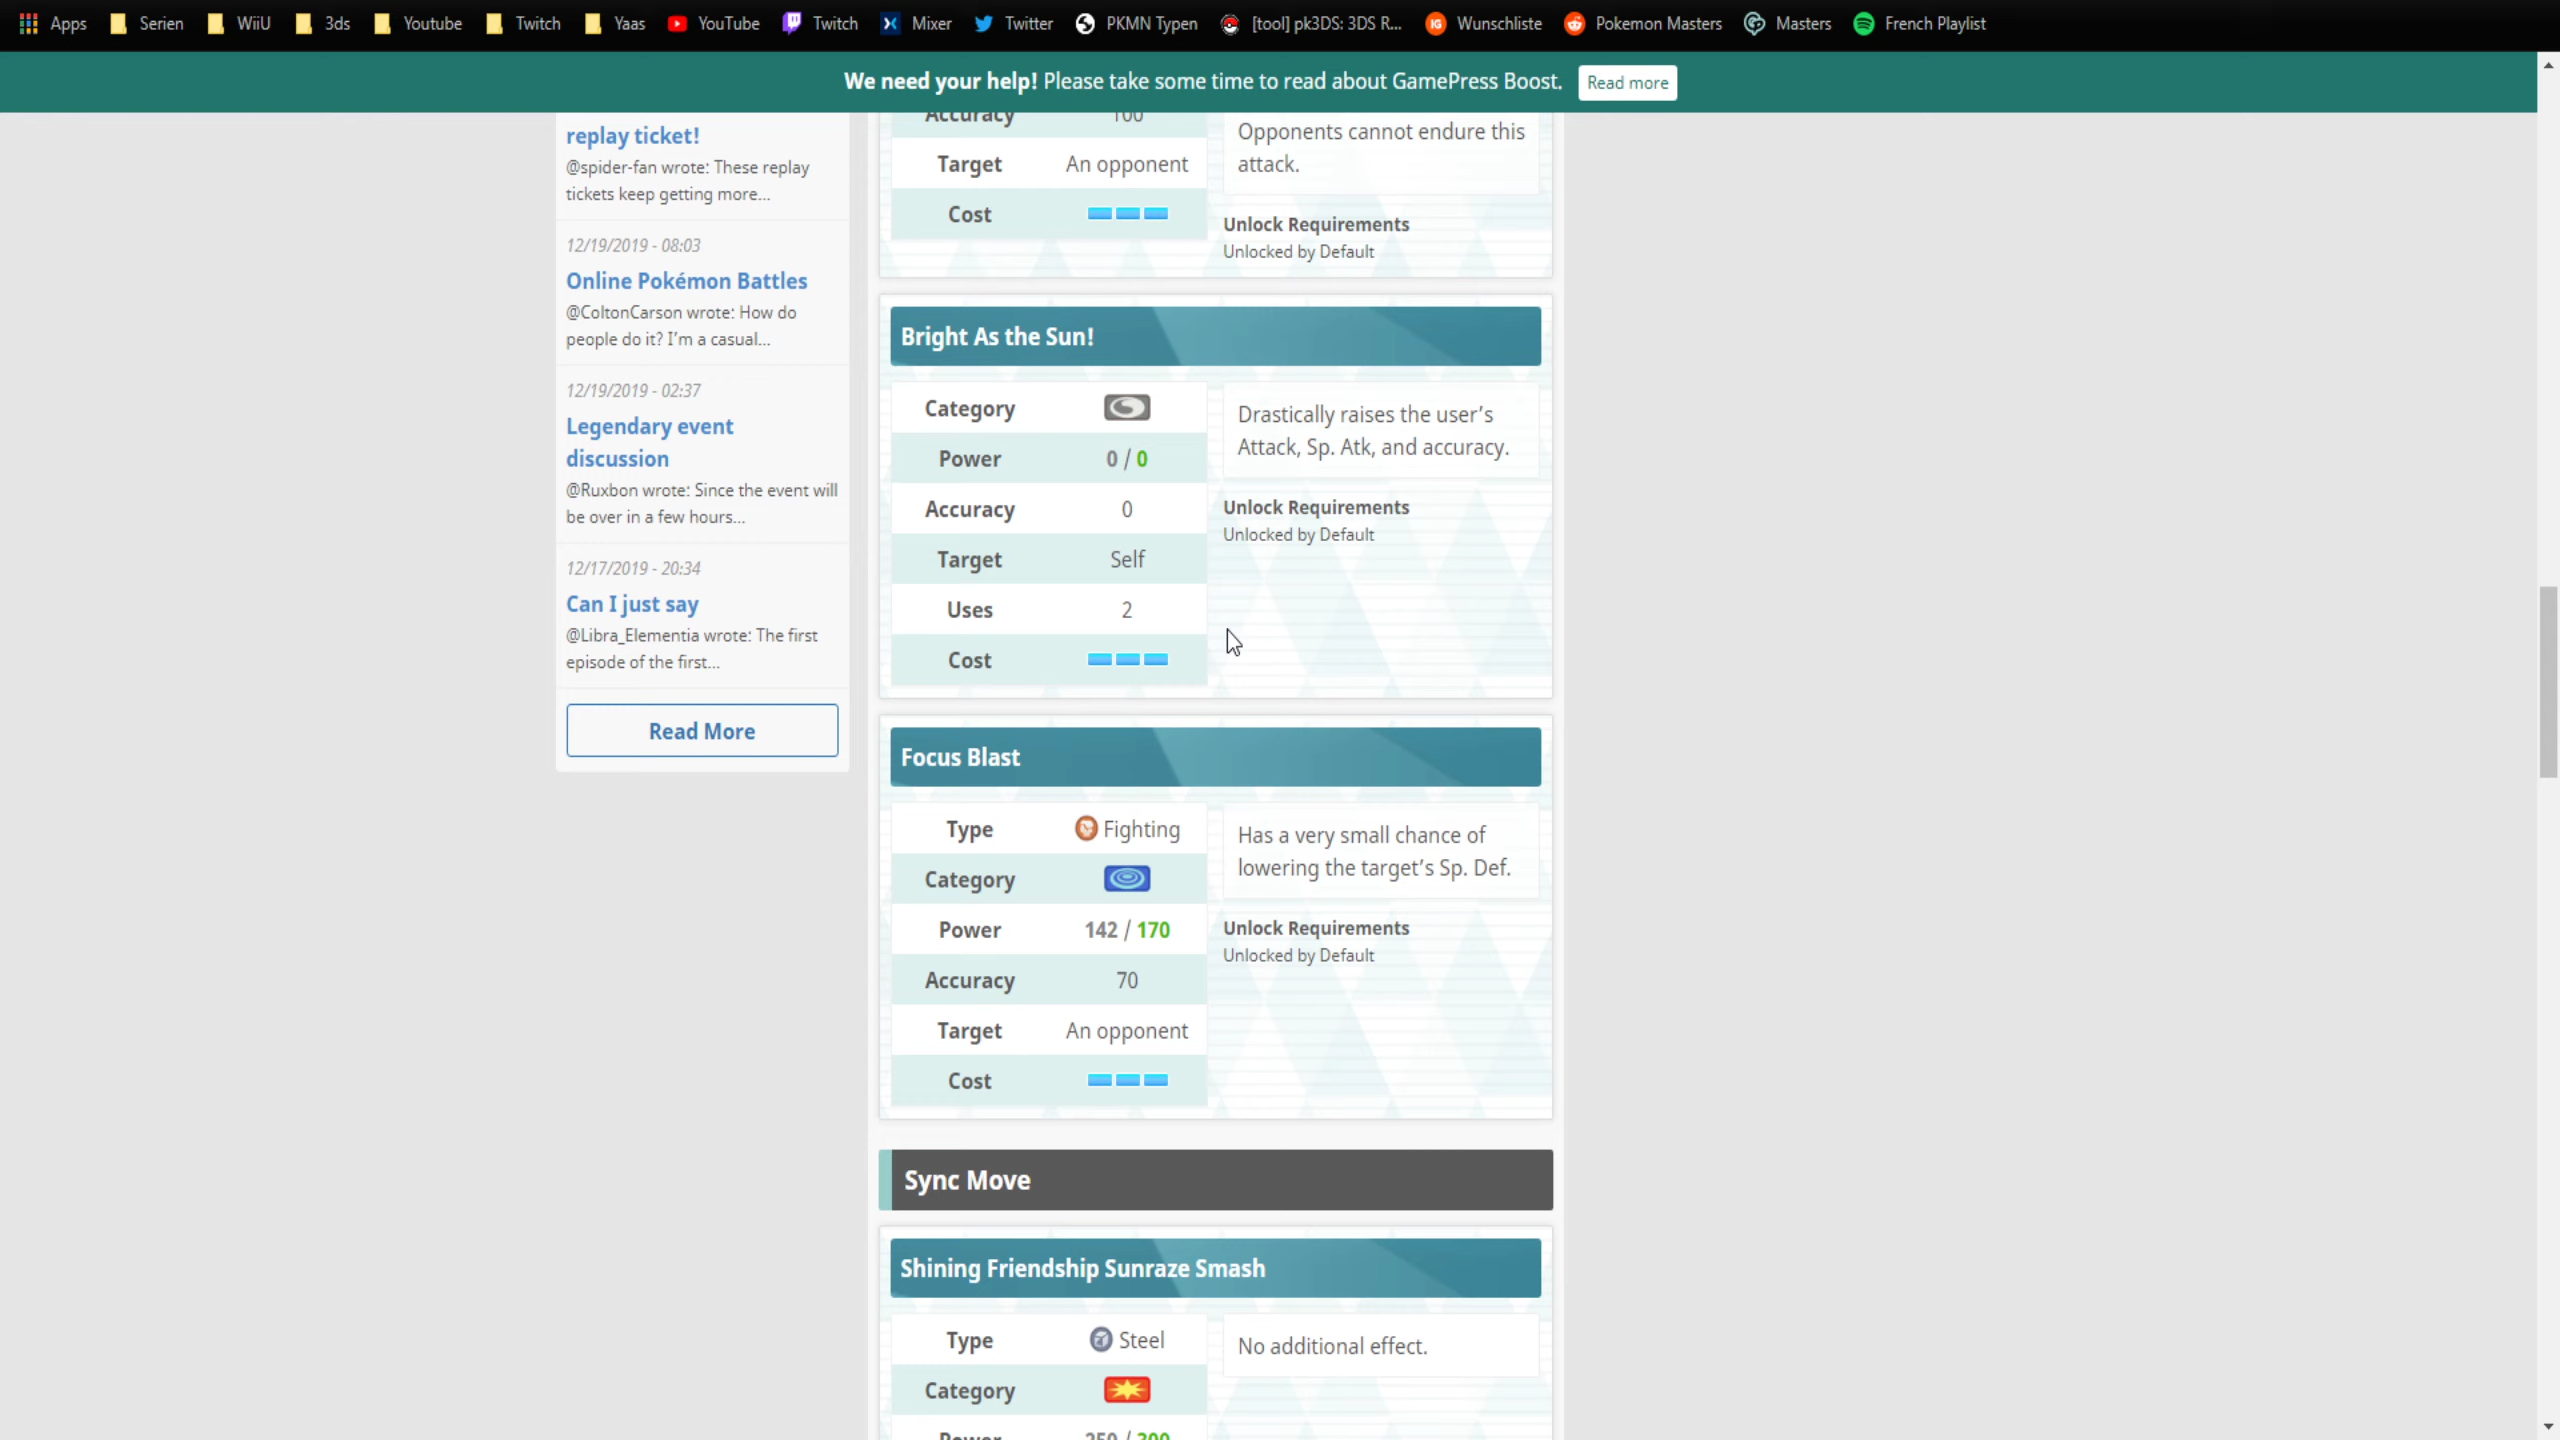 Apps Serien WiiU 3ds Youtube Twitch Yaas YouTube Twitch Mixer Twitter PKMN Typen [tool] pk3DS: 3DS R... Wunschliste Pokemon Masters Masters French Playlist
We need your help! Please take some time to read about GamePress Boost. Read more
replay ticket!
@spider-fan wrote: These replay
tickets keep getting more...
12/19/2019 - 08:03
Online Pokémon Battles
@ColtonCarson wrote: How do
people do it? I'm a casual...
12/19/2019 - 02:37
Legendary event
discussion
@Ruxbon wrote: Since the event will
be over in a few hours...
12/17/2019 - 20:34
Can I just say
@Libra_Elementia wrote: The first
episode of the first...
Read More
Accuracy 100
Target An opponent
Cost
Opponents cannot endure this
attack.
Unlock Requirements
Unlocked by Default
Bright As the Sun!
Category
Power 0 / 0
Accuracy 0
Target Self
Uses 2
Cost
Drastically raises the user's
Attack, Sp. Atk, and accuracy.
Unlock Requirements
Unlocked by Default
Focus Blast
Type Fighting
Category
Power 142 / 170
Accuracy 70
Target An opponent
Cost
Has a very small chance of
lowering the target's Sp. Def.
Unlock Requirements
Unlocked by Default
Sync Move
Shining Friendship Sunraze Smash
Type Steel
Category
Power 250 / 300
No additional effect.